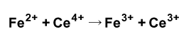 Fe²⁺ + Ce⁴⁺ → Fe³⁺ + Ce³⁺